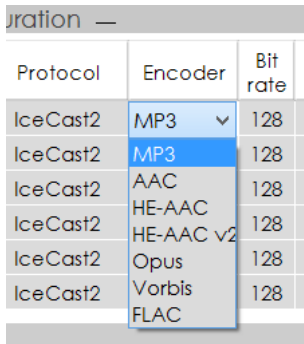 uration —
Protocol Encoder Bit rate
IceCast2 MP3 128
IceCast2 MP3 128
IceCast2 AAC 128
HE-AAC
IceCast2 HE-AAC v2 128
IceCast2 Opus 128
IceCast2 Vorbis 128
FLAC